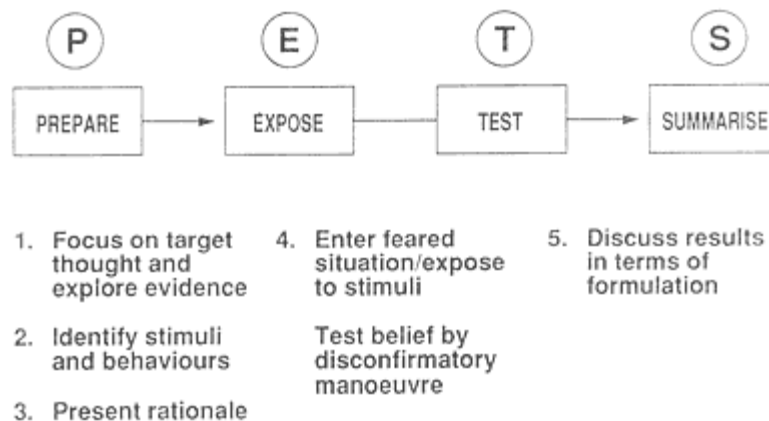 P
E
T
S
PREPARE
EXPOSE
TEST
SUMMARISE
1. Focus on target
thought and
explore evidence
2. Identify stimuli
and behaviours
3. Present rationale
4. Enter feared
situation/expose
to stimuli
Test belief by
disconfirmatory
manoeuvre
5. Discuss results
in terms of
formulation